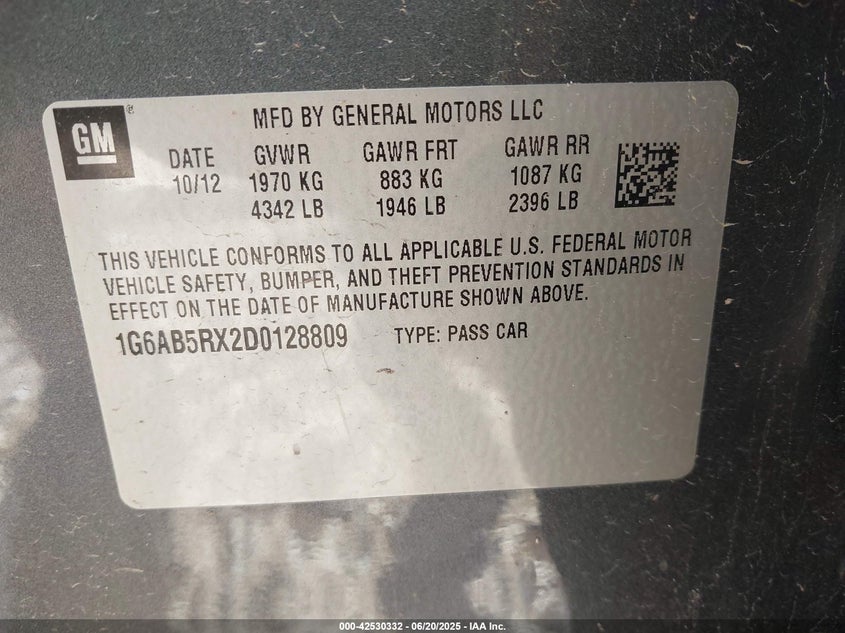 GM ®
MFD BY GENERAL MOTORS LLC
DATE GVWR GAWR FRT GAWR RR
10/12 1970 KG 883 KG 1087 KG
4342 LB 1946 LB 2396 LB
THIS VEHICLE CONFORMS TO ALL APPLICABLE U.S. FEDERAL MOTOR
VEHICLE SAFETY, BUMPER, AND THEFT PREVENTION STANDARDS IN
EFFECT ON THE DATE OF MANUFACTURE SHOWN ABOVE.
1G6AB5RX2D0128809 TYPE: PASS CAR
000-42530332 / 06/20/2025 - IAA Inc.